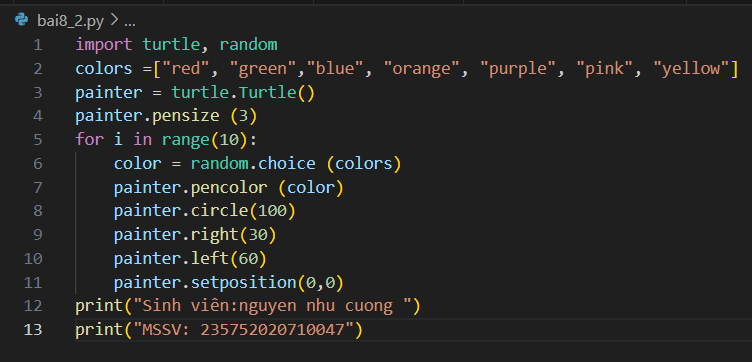 bai8_2.py > ...
1 import turtle, random
2 colors =["red", "green","blue", "orange", "purple", "pink", "yellow"]
3 painter = turtle.Turtle()
4 painter.pensize (3)
5 for i in range(10):
6     color = random.choice (colors)
7     painter.pencolor (color)
8     painter.circle(100)
9     painter.right(30)
10     painter.left(60)
11     painter.setposition(0,0)
12 print("Sinh viên:nguyen nhu cuong ")
13 print("MSSV: 235752020710047")